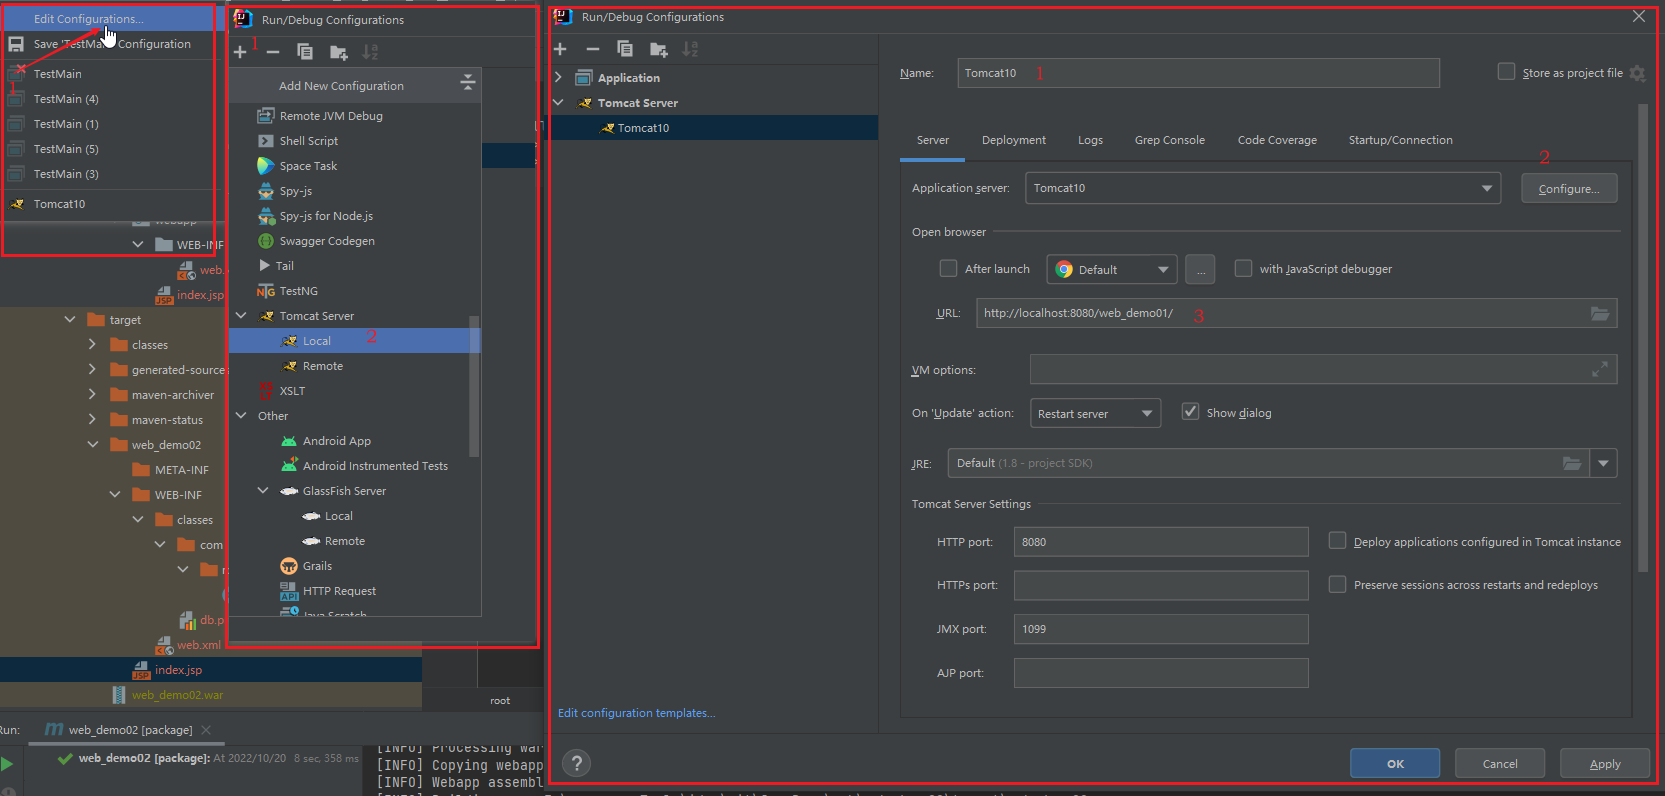 Edit Configurations...
Save 'TestMain' Configuration
1
TestMain
TestMain (4)
TestMain (1)
TestMain (5)
TestMain (3)
Tomcat10
webapp
WEB-INF
web.
index.jsp
target
classes
generated-source
maven-archiver
maven-status
web_demo02
META-INF
WEB-INF
classes
com
db.p
web.xml
index.jsp
web_demo02.war
Run/Debug Configurations
1
Add New Configuration
Remote JVM Debug
Shell Script
Space Task
Spy-js
Spy-js for Node.js
Swagger Codegen
Tail
TestNG
Tomcat Server
Local 2
Remote
XSLT
Other
Android App
Android Instrumented Tests
GlassFish Server
Local
Remote
Grails
HTTP Request
Java Scratch
root
Run/Debug Configurations
Application
Tomcat Server
Tomcat10
Edit configuration templates...
Name: Tomcat10 1 Store as project file
Server Deployment Logs Grep Console Code Coverage Startup/Connection
2
Application server: Tomcat10 Configure...
Open browser
After launch Default ... with JavaScript debugger
URL: http://localhost:8080/web_demo01/ 3
VM options:
On 'Update' action: Restart server Show dialog
JRE: Default (1.8 - project SDK)
Tomcat Server Settings
HTTP port: 8080 Deploy applications configured in Tomcat instance
HTTPs port: Preserve sessions across restarts and redeploys
JMX port: 1099
AJP port:
? OK Cancel Apply
Run: web_demo02 [package]
web_demo02 [package]: At 2022/10/20 8 sec, 358 ms
[INFO] Processing war
[INFO] Copying webapp
[INFO] Webapp assembl